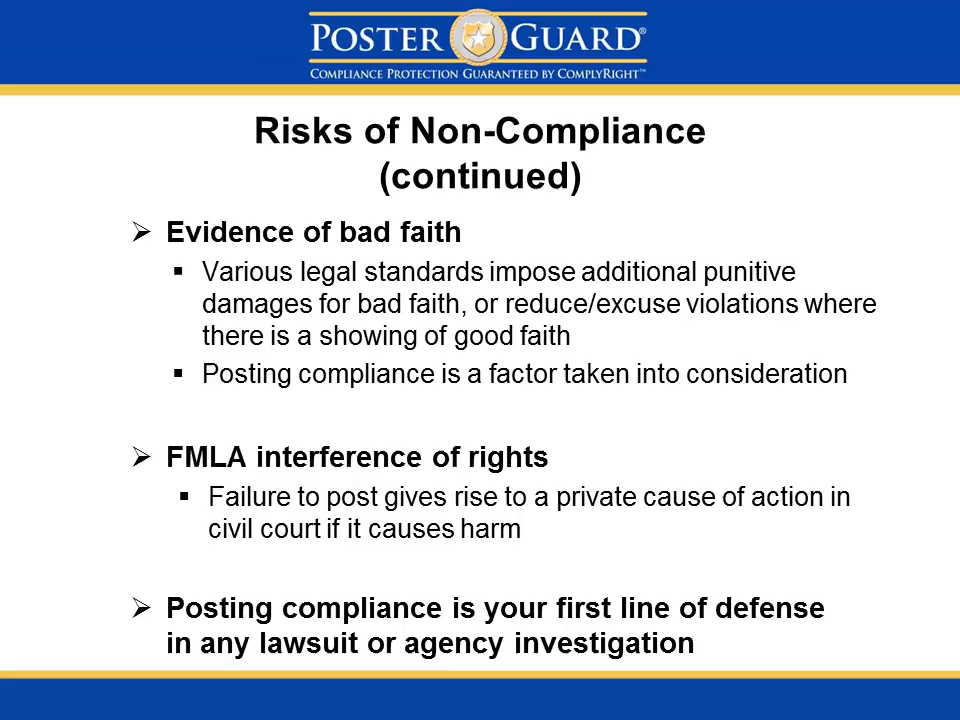 POSTER GUARD®
COMPLIANCE PROTECTION GUARANTEED BY COMPLYRIGHT™
Risks of Non-Compliance
(continued)
Evidence of bad faith
Various legal standards impose additional punitive
damages for bad faith, or reduce/excuse violations where
there is a showing of good faith
Posting compliance is a factor taken into consideration
FMLA interference of rights
Failure to post gives rise to a private cause of action in
civil court if it causes harm
Posting compliance is your first line of defense
in any lawsuit or agency investigation